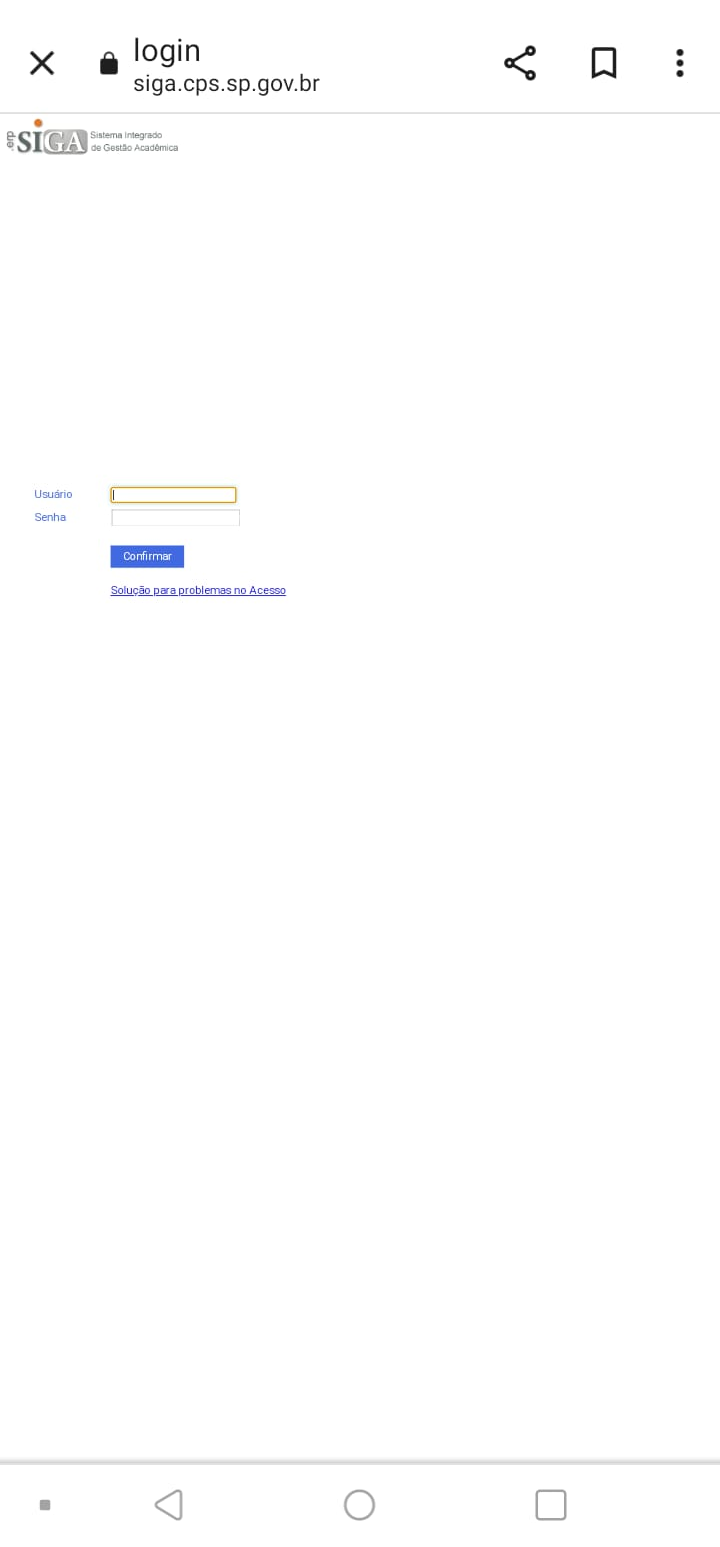 login
siga.cps.sp.gov.br
.erp SIGA Sistema Integrado
de Gestão Acadêmica
Usuário
Senha
Confirmar
Solução para problemas no Acesso